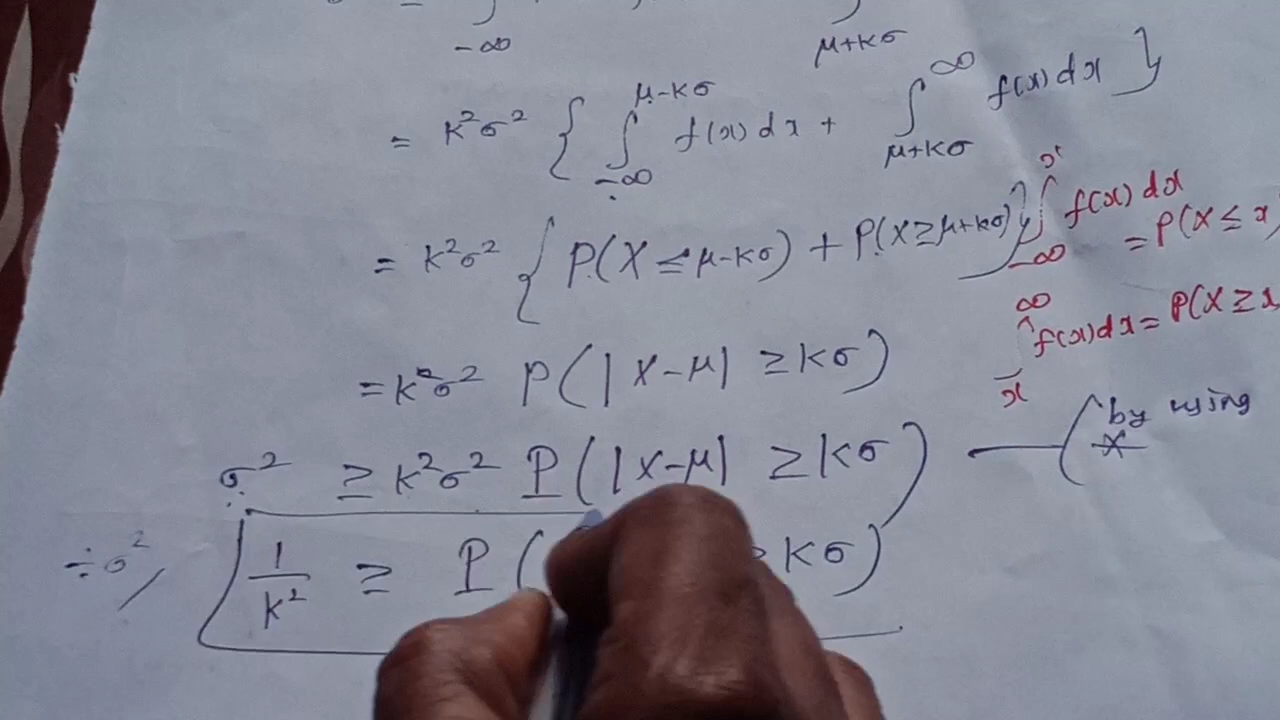 -∞ μ+kσ
= k²σ² { ∫_{-∞}^{μ-kσ} f(x) dx + ∫_{μ+kσ}^{∞} f(x) dx }
= k²σ² { P(X ≤ μ-kσ) + P(X ≥ μ+kσ) }
∫_{-∞}^{x} f(x) dx
= P(X ≤ x
∫_{x}^{∞} f(x) dx = P(X ≥ x
= k²σ² P(|X-μ| ≥ kσ)
σ² ≥ k²σ² P(|X-μ| ≥ kσ) — (by using *
÷σ², 1/k² ≥ P( kσ)